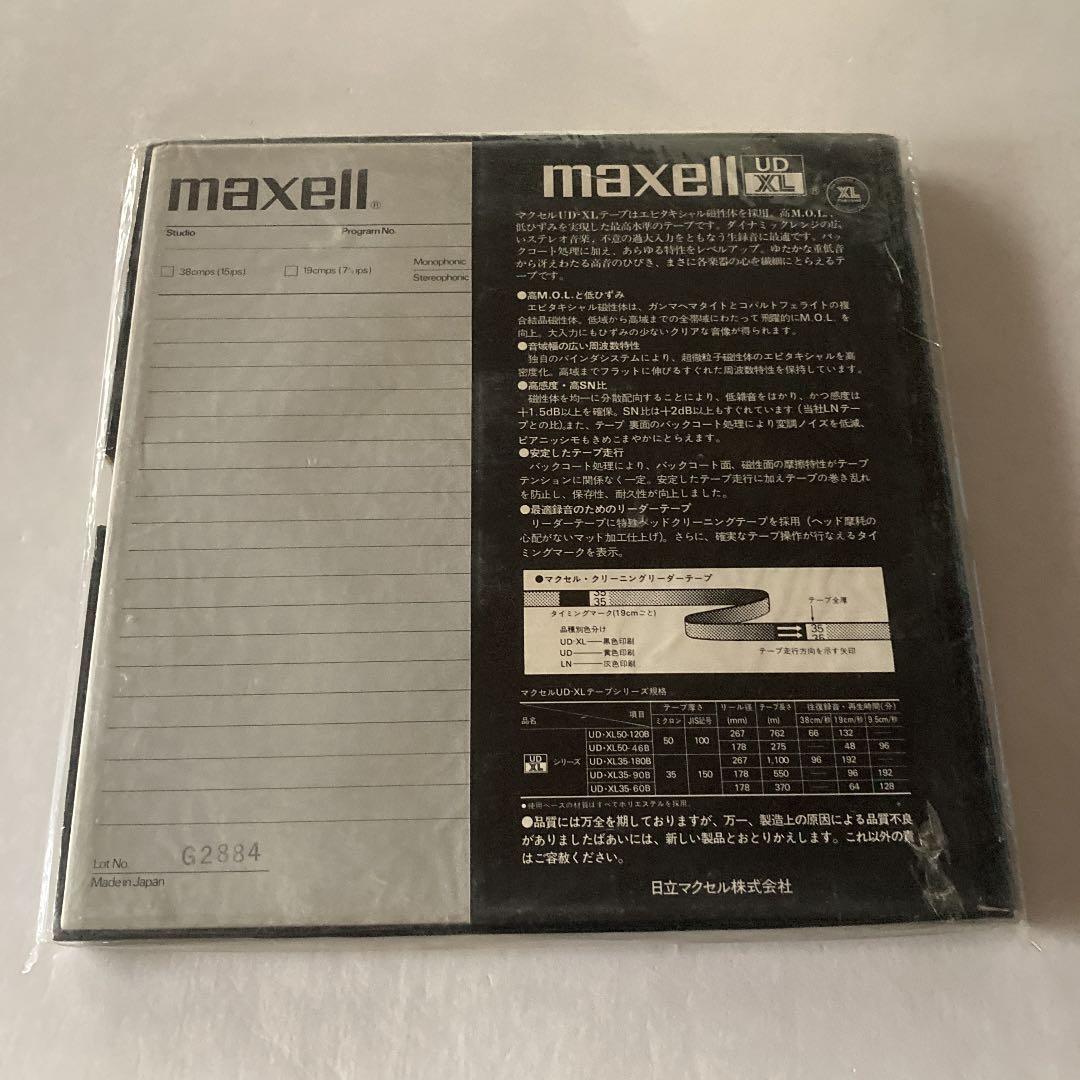 maxell®
Studio
Program No.
38cmps (15ips)
19cmps (7½ips)
Monophonic
Stereophonic
Lot No. G2884
Made in Japan
maxell UD XL ®
XL
マクセルUD・XLテープはエピタキシャル磁性体を採用。高M.O.L.、
低ひずみを実現した最高水準のテープです。ダイナミックレンジの広
いステレオ音楽、不意の過大入力をともなう生録音に最適です。バッ
クコート処理に加え、あらゆる特性をレベルアップ。ゆたかな重低音
から冴えわたる高音のひびき、まさに各楽器の心を繊細にとらえるテ
ープです。
●高M.O.L.と低ひずみ
エピタキシャル磁性体は、ガンマヘマタイトとコバルトフェライトの複
合結晶磁性体。低域から高域までの全帯域にわたって飛躍的にM.O.L.を
向上。大入力にもひずみの少ないクリアな音像が得られます。
●音域幅の広い周波数特性
独自のバインダシステムにより、超微粒子磁性体のエピタキシャルを高
密度化。高域までフラットに伸びるすぐれた周波数特性を保持しています。
●高感度・高SN比
磁性体を均一に分散配向することにより、低雑音をはかり、かつ感度は
+1.5dB以上を確保。SN比は+2dB以上もすぐれています(当社LNテー
プとの比)。また、テープ裏面のバックコート処理により変調ノイズを低減、
ピアニッシモもきめこまやかにとらえます。
●安定したテープ走行
バックコート処理により、バックコート面、磁性面の摩擦特性がテープ
テンションに関係なく一定。安定したテープ走行に加えテープの巻き乱れ
を防止し、保存性、耐久性が向上しました。
●最適録音のためのリーダーテープ
リーダーテープに特殊ヘッドクリーニングテープを採用(ヘッド摩耗の
心配がないマット加工仕上げ)。さらに、確実なテープ操作が行なえるタイ
ミングマークを表示。
●マクセル・クリーニングリーダーテープ
35
35
タイミングマーク(19cmごと)
テープ全厚
35
35
品種別色分け
UD・XL——黒色印刷
UD——黄色印刷
LN——灰色印刷
テープ走行方向を示す矢印
マクセルUD・XLテープシリーズ規格
品名 項目 テープ厚さ リール径 テープ長さ 往復録音・再生時間(分)
ミクロン JIS記号 (mm) (m) 38cm/秒 19cm/秒 9.5cm/秒
UD XL シリーズ
UD・XL50-120B 50 100 267 762 66 132 ——
UD・XL50-46B 178 275 —— 48 96
UD・XL35-180B 35 150 267 1,100 96 192 ——
UD・XL35-90B 178 550 —— 96 192
UD・XL35-60B 178 370 —— 64 128
●使用ベースの材質はすべてポリエステルを採用。
●品質には万全を期しておりますが、万一、製造上の原因による品質不良
がありましたばあいには、新しい製品とおとりかえします。これ以外の責
はご容赦ください。
日立マクセル株式会社